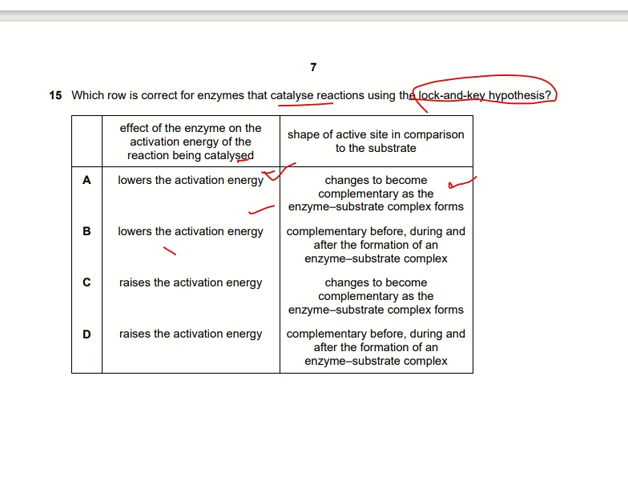 7
15 Which row is correct for enzymes that catalyse reactions using the lock-and-key hypothesis?
effect of the enzyme on the
activation energy of the
reaction being catalysed
shape of active site in comparison
to the substrate
A
lowers the activation energy
changes to become
complementary as the
enzyme–substrate complex forms
B
lowers the activation energy
complementary before, during and
after the formation of an
enzyme–substrate complex
C
raises the activation energy
changes to become
complementary as the
enzyme–substrate complex forms
D
raises the activation energy
complementary before, during and
after the formation of an
enzyme–substrate complex